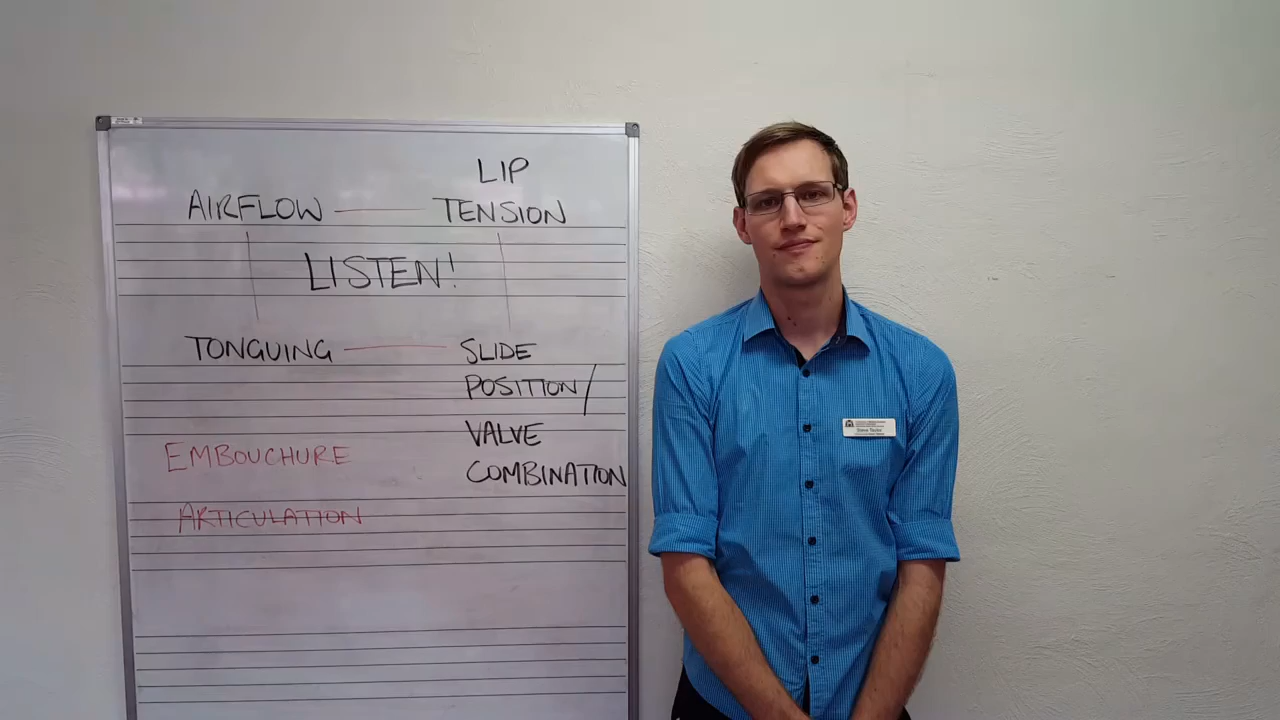 LIP
AIRFLOW TENSION
LISTEN!
TONGUING SLIDE
POSITION/
VALVE
EMBOUCHURE
COMBINATION
ARTICULATION